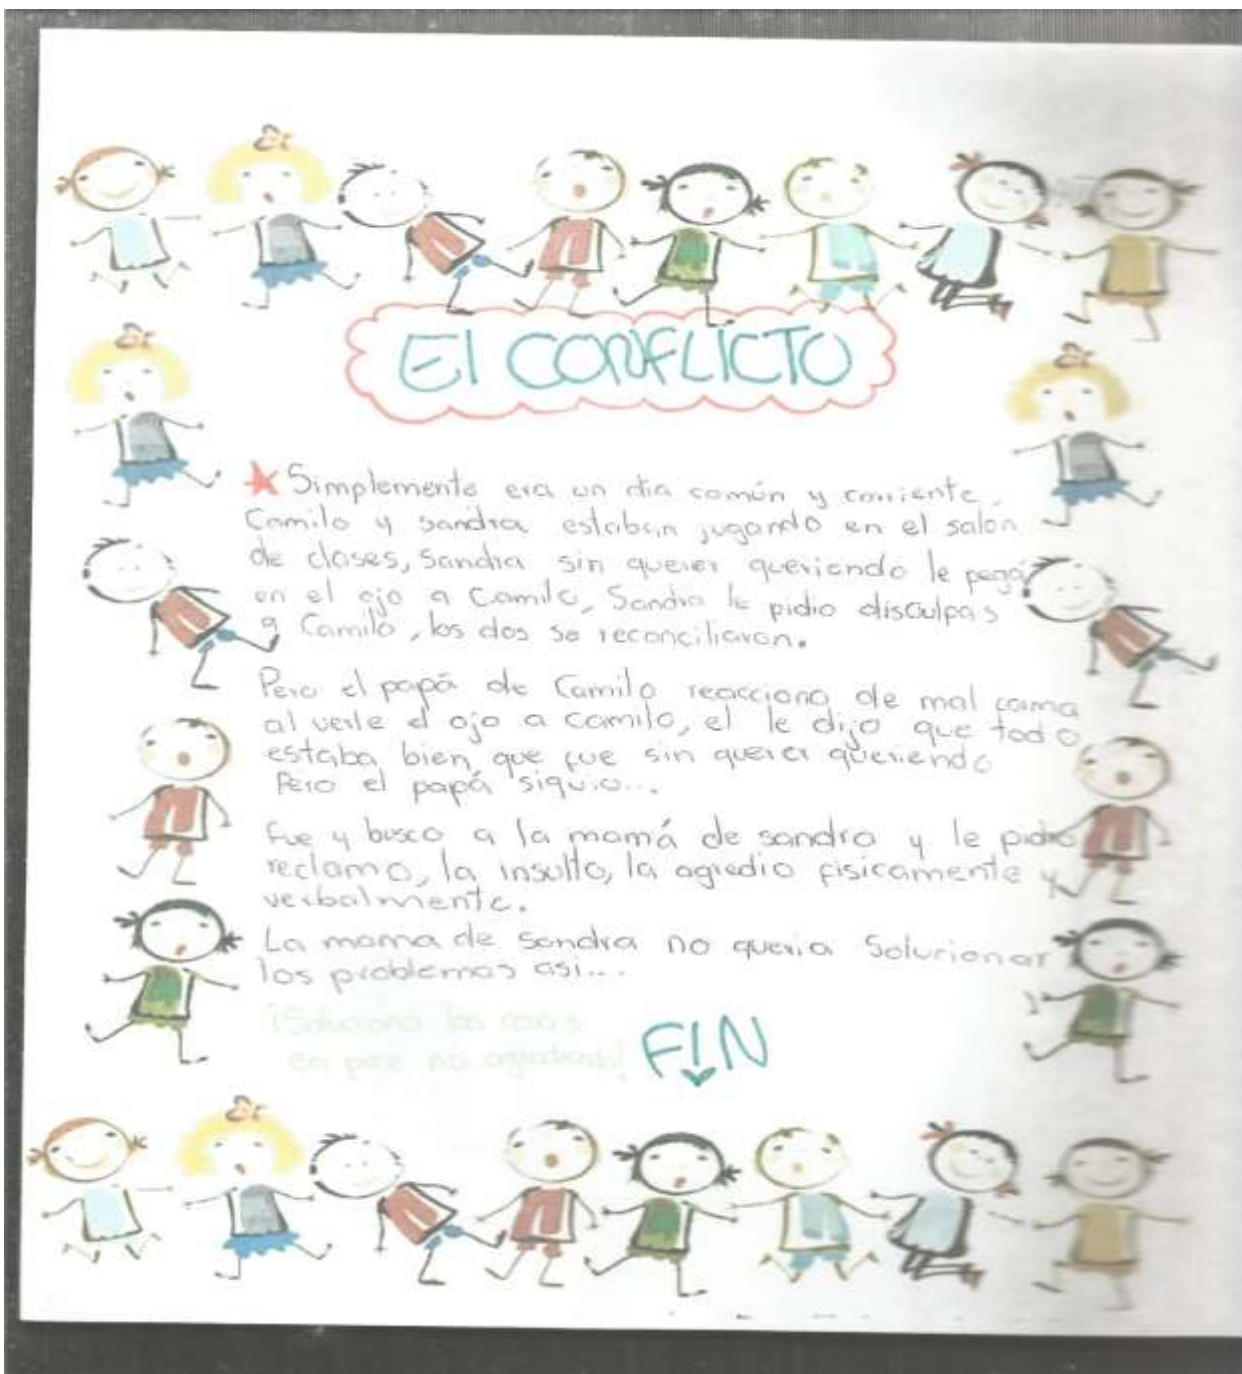 El CONFLICTO
Simplemente era un dia común y corriente.
Camilo y sandra estaban jugando en el salón
de clases, Sandra sin querer queriendo le pegó
en el ojo a Camilo, Sandra le pidio disculpas
a Camilo, los dos se reconciliaron.
Pero el papá de Camilo reacciono de mal forma
al verle el ojo a camilo, el le dijo que todo
estaba bien que fue sin querer queriendo
Pero el papá siguio...
Fue y busco a la mamá de sandra y le pidio
reclamo, la insulto, la agredio fisicamente y
verbalmente.
La mama de Sandra no queria Solucionar
los problemas asi...
¡Soluciona las cosas
en paz no agrediendo!
FIN